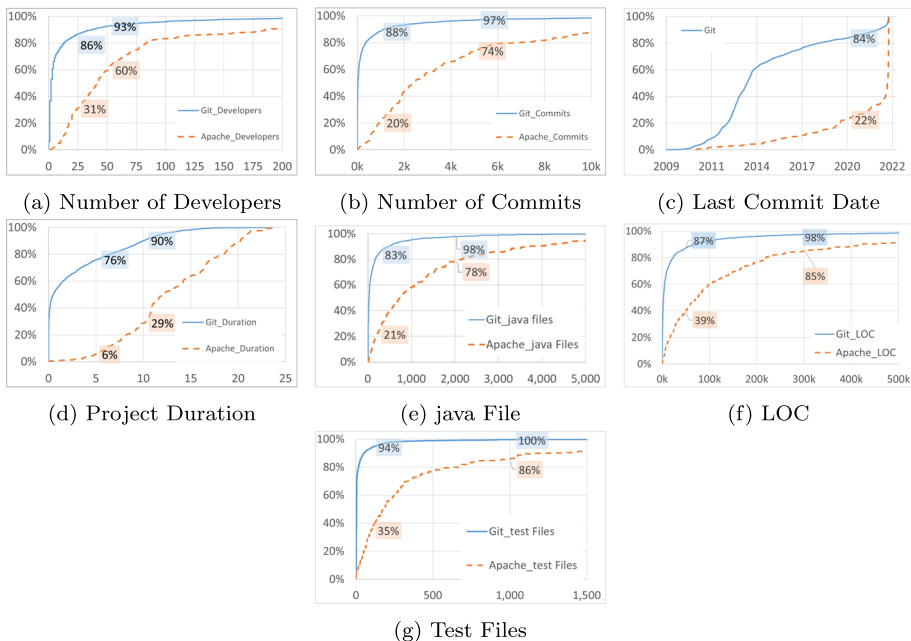 100%
80%
60%
40%
20%
0%
86%
93%
60%
31%
Git_Developers
Apache_Developers
0 25 50 75 100 125 150 175 200
(a) Number of Developers
100%
80%
60%
40%
20%
0%
88%
97%
74%
20%
Git_Commits
Apache_Commits
0k 2k 4k 6k 8k 10k
(b) Number of Commits
100%
80%
60%
40%
20%
0%
Git
84%
22%
2009 2011 2014 2017 2020 2022
(c) Last Commit Date
100%
80%
60%
40%
20%
0%
76%
90%
29%
6%
Git_Duration
Apache_Duration
0 5 10 15 20 25
(d) Project Duration
100%
80%
60%
40%
20%
0%
83%
98%
78%
21%
Git_java files
Apache_java Files
0 1,000 2,000 3,000 4,000 5,000
(e) java File
100%
80%
60%
40%
20%
0%
87%
98%
85%
39%
Git_LOC
Apache_LOC
0k 100k 200k 300k 400k 500k
(f) LOC
100%
80%
60%
40%
20%
0%
94%
100%
86%
35%
Git_test Files
Apache_test Files
0 500 1,000 1,500
(g) Test Files